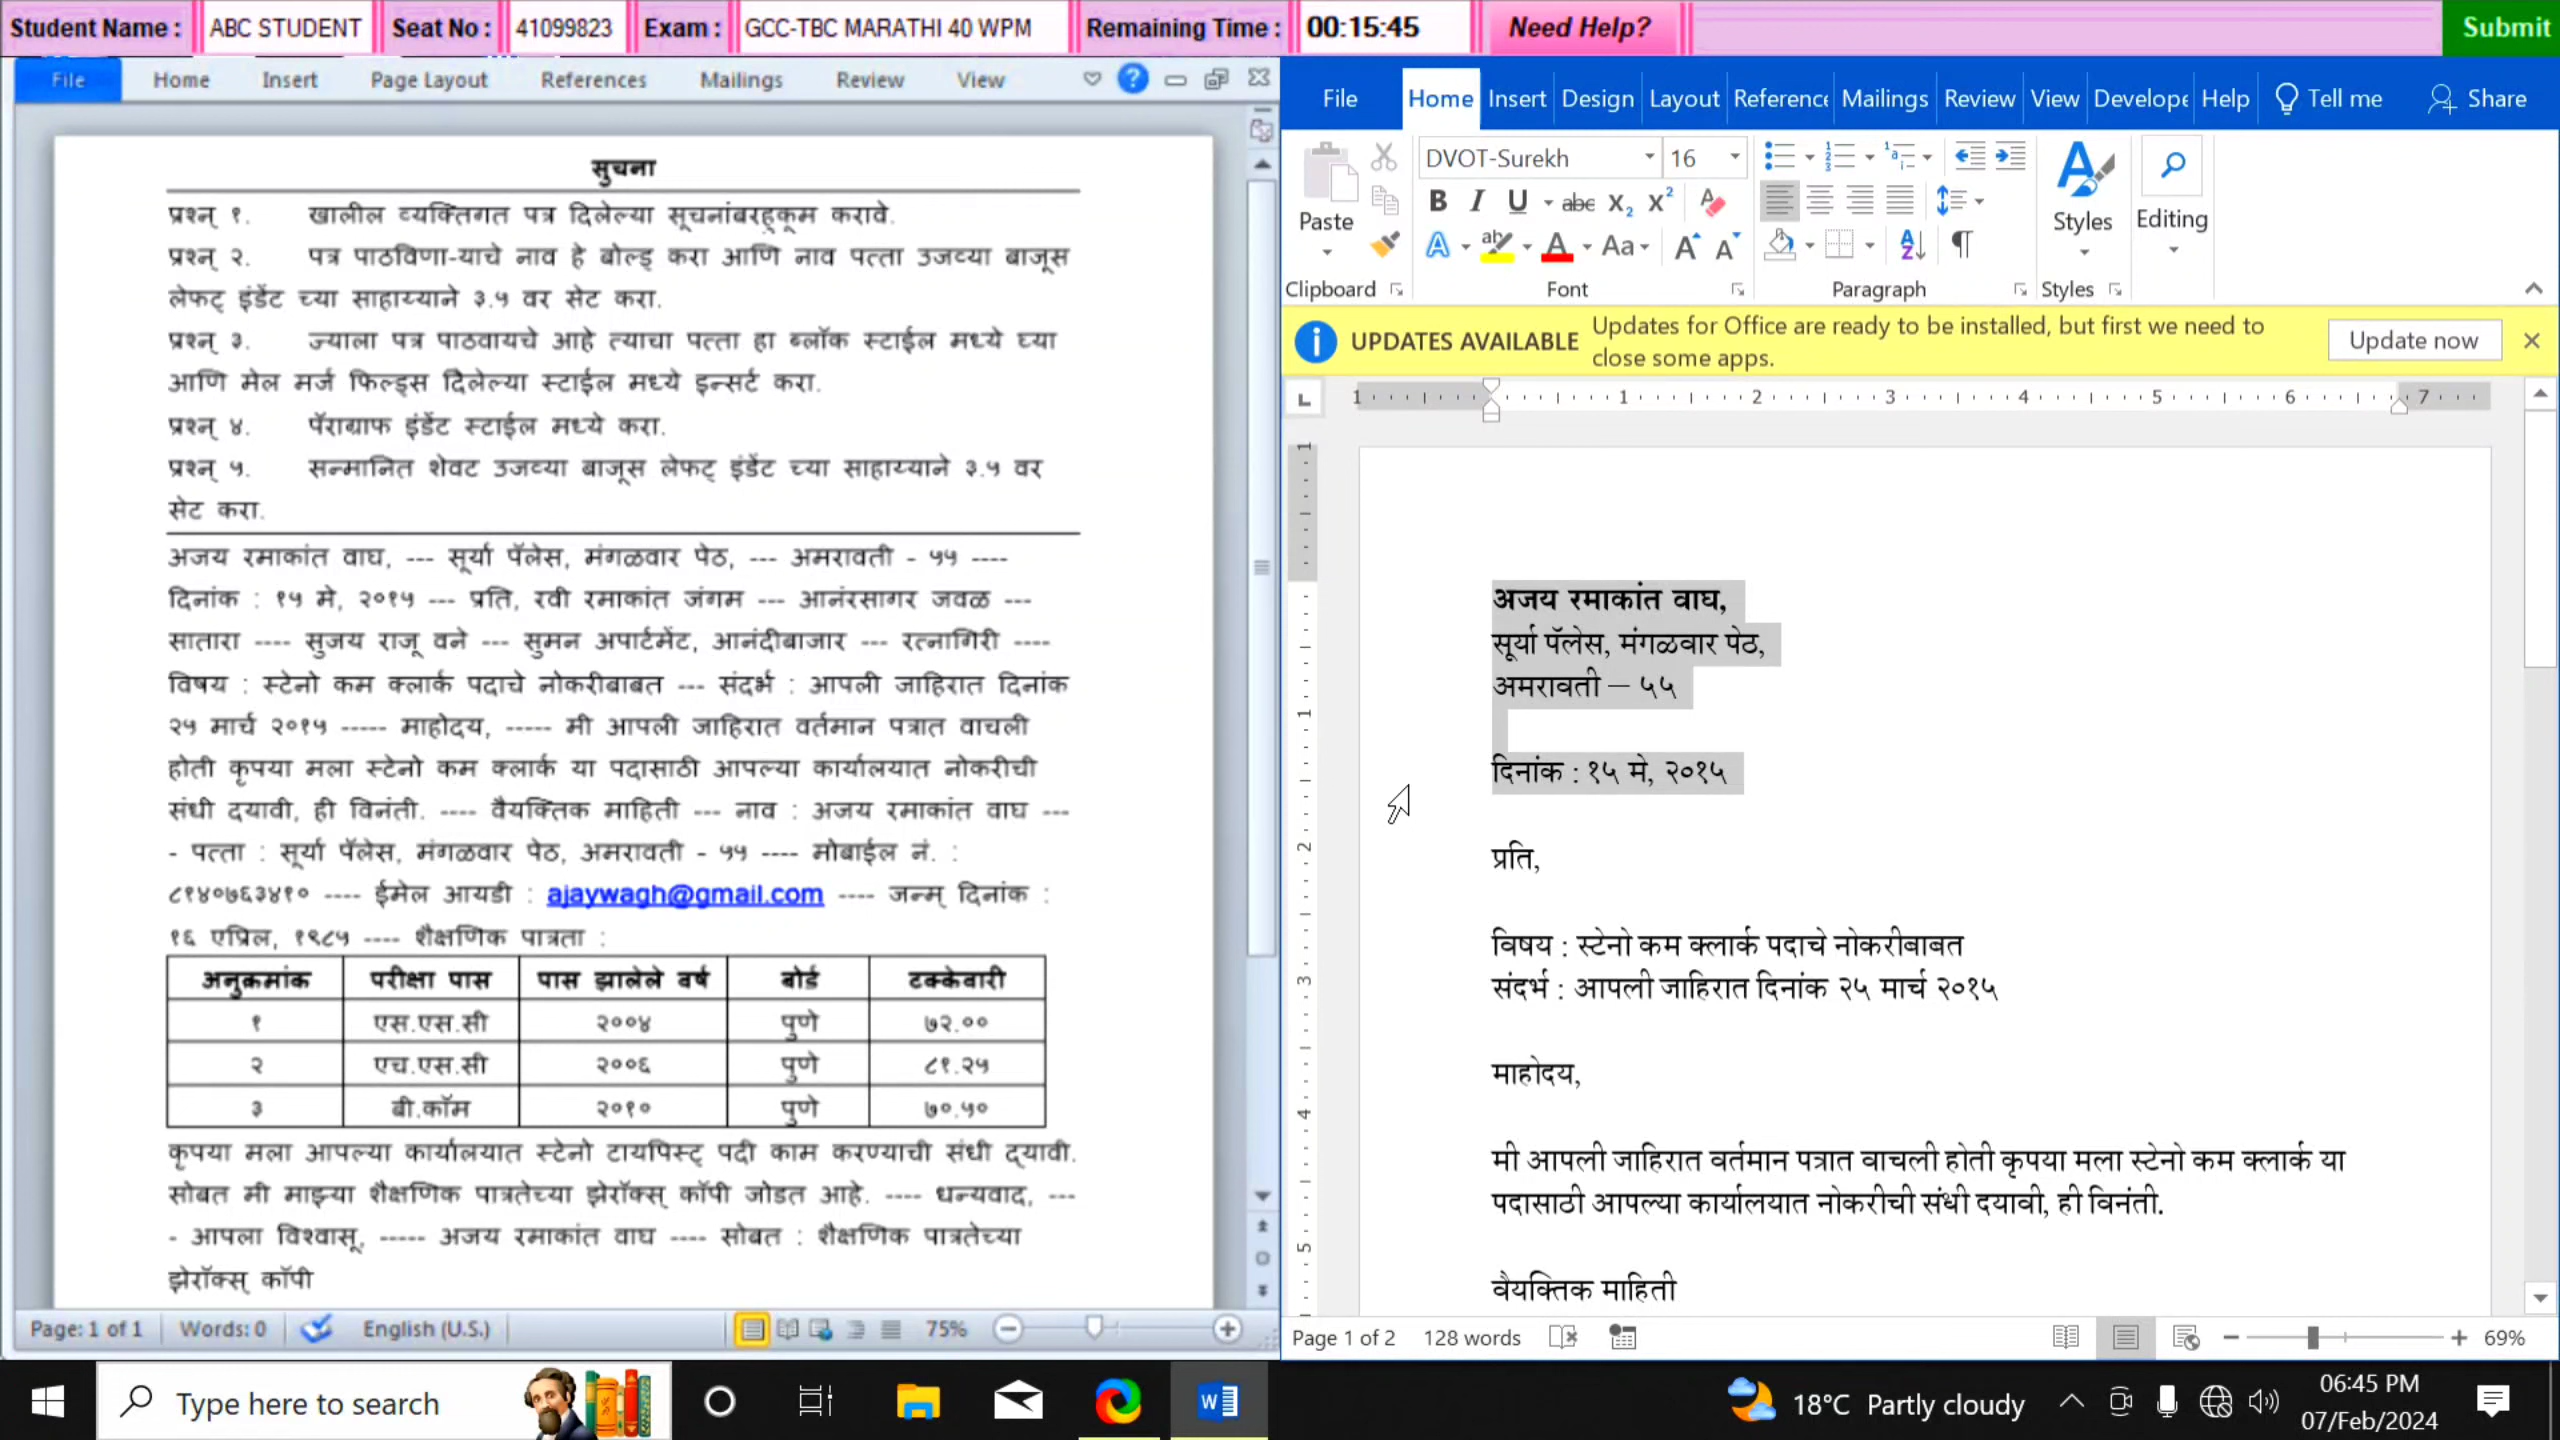 Student Name : ABC STUDENT Seat No : 41099823 Exam : GCC-TBC MARATHI 40 WPM Remaining Time : 00:15:45 Need Help? Submit
File Home Insert Page Layout References Mailings Review View
सुचना
प्रश्न् १. खालील व्यक्तिगत पत्र दिलेल्या सूचनांबरहूकूम करावे.
प्रश्न् २. पत्र पाठविणा-याचे नाव हे बोल्ड् करा आणि नाव पत्ता उजव्या बाजूस
लेफ्ट् इंडेंट च्या साहाय्याने ३.५ वर सेट करा.
प्रश्न् ३. ज्याला पत्र पाठवायचे आहे त्याचा पत्ता हा ब्लॉक स्टाईल मध्ये घ्या
आणि मेल मर्ज फिल्ड्स दिलेल्या स्टाईल मध्ये इन्सर्ट करा.
प्रश्न् ४. पॅराग्राफ इंडेंट स्टाईल मध्ये करा.
प्रश्न् ५. सन्मानित शेवट उजव्या बाजूस लेफ्ट् इंडेंट च्या साहाय्याने ३.५ वर
सेट करा.
अजय रमाकांत वाघ, --- सूर्या पॅलेस, मंगळवार पेठ, --- अमरावती - ५५ ----
दिनांक : १५ मे, २०१५ --- प्रति, रवी रमाकांत जंगम --- आनंरसागर जवळ ---
सातारा ---- सुजय राजू वने --- सुमन अपार्टमेंट, आनंदीबाजार --- रत्नागिरी ----
विषय : स्टेनो कम क्लार्क पदाचे नोकरीबाबत --- संदर्भ : आपली जाहिरात दिनांक
२५ मार्च २०१५ ----- माहोदय, ----- मी आपली जाहिरात वर्तमान पत्रात वाचली
होती कृपया मला स्टेनो कम क्लार्क या पदासाठी आपल्या कार्यालयात नोकरीची
संधी दयावी, ही विनंती. ---- वैयक्तिक माहिती --- नाव : अजय रमाकांत वाघ ---
- पत्ता : सूर्या पॅलेस, मंगळवार पेठ, अमरावती - ५५ ---- मोबाईल नं. :
८१४०७६३४१० ---- ईमेल आयडी : ajaywagh@gmail.com ---- जन्म् दिनांक :
१६ एप्रिल, १९८५ ---- शैक्षणिक पात्रता :
अनुक्रमांक परीक्षा पास पास झालेले वर्ष बोर्ड टक्केवारी
१ एस.एस.सी २००४ पुणे ७२.००
२ एच.एस.सी २००६ पुणे ८१.२५
३ बी.कॉम २०१० पुणे ७०.५०
कृपया मला आपल्या कार्यालयात स्टेनो टायपिस्ट् पदी काम करण्याची संधी द्यावी.
सोबत मी माझ्या शैक्षणिक पात्रतेच्या झेरॉक्स् कॉपी जोडत आहे. ---- धन्यवाद, ---
- आपला विश्वासू, ----- अजय रमाकांत वाघ ---- सोबत : शैक्षणिक पात्रतेच्या
झेरॉक्स् कॉपी
Page: 1 of 1 Words: 0 English (U.S.) 75%
File Home Insert Design Layout Referenc Mailings Review View Develope Help Tell me Share
DVOT-Surekh 16
Paste Styles Editing
Clipboard Font Paragraph Styles
UPDATES AVAILABLE Updates for Office are ready to be installed, but first we need to
close some apps. Update now
1 1 2 3 4 5 6 7
अजय रमाकांत वाघ,
सूर्या पॅलेस, मंगळवार पेठ,
अमरावती – ५५
दिनांक : १५ मे, २०१५
प्रति,
विषय : स्टेनो कम क्लार्क पदाचे नोकरीबाबत
संदर्भ : आपली जाहिरात दिनांक २५ मार्च २०१५
माहोदय,
मी आपली जाहिरात वर्तमान पत्रात वाचली होती कृपया मला स्टेनो कम क्लार्क या
पदासाठी आपल्या कार्यालयात नोकरीची संधी दयावी, ही विनंती.
वैयक्तिक माहिती
Page 1 of 2 128 words 69%
Type here to search 18°C Partly cloudy 06:45 PM
07/Feb/2024